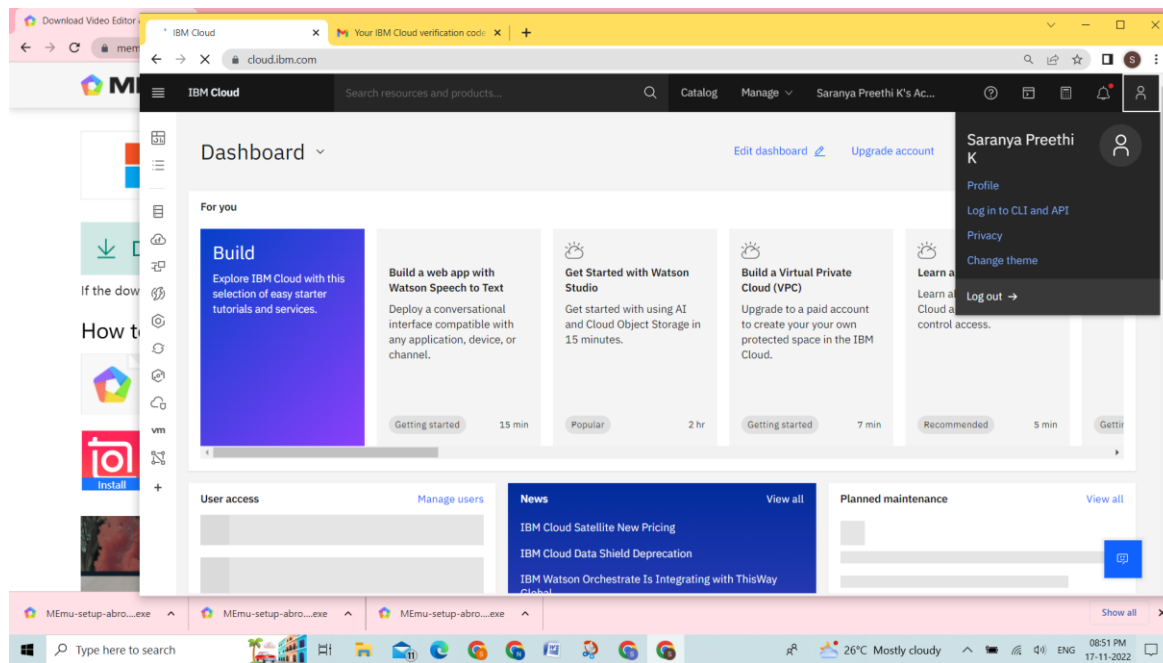 Download Video Editor
IBM Cloud
Your IBM Cloud verification code
mem
cloud.ibm.com
S
IBM Cloud
Search resources and products...
Catalog
Manage
Saranya Preethi K's Ac...
Dashboard
Edit dashboard
Upgrade account
Saranya Preethi
K
Profile
Log in to CLI and API
Privacy
Change theme
Log out →
For you
Build
Explore IBM Cloud with this
selection of easy starter
tutorials and services.
Build a web app with
Watson Speech to Text
Deploy a conversational
interface compatible with
any application, device, or
channel.
Getting started
15 min
Get Started with Watson
Studio
Get started with using AI
and Cloud Object Storage in
15 minutes.
Popular
2 hr
Build a Virtual Private
Cloud (VPC)
Upgrade to a paid account
to create your your own
protected space in the IBM
Cloud.
Getting started
7 min
Learn a
Learn al
Cloud a
control access.
Recommended
5 min
Gettin
M
D
If the dow
How t
Install
vm
User access
Manage users
News
View all
IBM Cloud Satellite New Pricing
IBM Cloud Data Shield Deprecation
IBM Watson Orchestrate Is Integrating with ThisWay
Global
Planned maintenance
View all
MEmu-setup-abro....exe
MEmu-setup-abro....exe
MEmu-setup-abro....exe
Show all
Type here to search
11
26°C Mostly cloudy
ENG
08:51 PM
17-11-2022